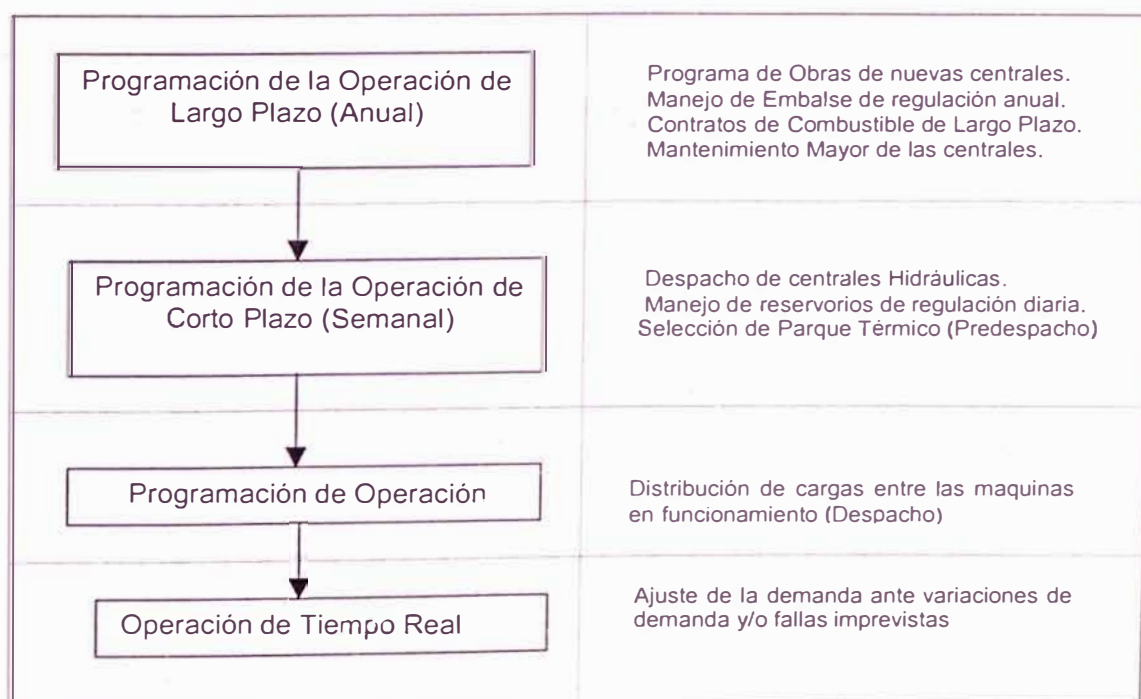 Programación de la Operación de
Largo Plazo (Anual)
Programa de Obras de nuevas centrales.
Manejo de Embalse de regulación anual.
Contratos de Combustible de Largo Plazo.
Mantenimiento Mayor de las centrales.
Programación de la Operación de
Corto Plazo (Semanal)
Despacho de centrales Hidráulicas.
Manejo de reservorios de regulación diaria.
Selección de Parque Térmico (Predespacho)
Programación de Operación
Distribución de cargas entre las maquinas
en funcionamiento (Despacho)
Operación de Tiempo Real
Ajuste de la demanda ante variaciones de
demanda y/o fallas imprevistas